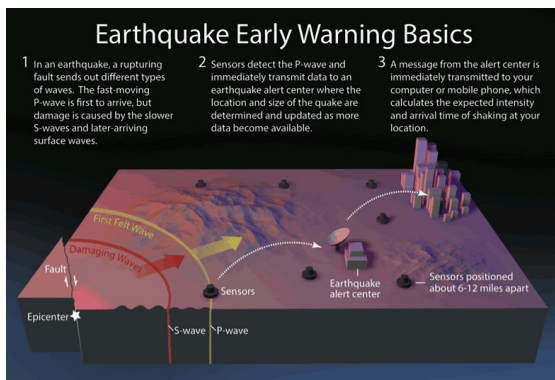 Earthquake Early Warning Basics
1 In an earthquake, a rupturing
fault sends out different types
of waves. The fast-moving
P-wave is first to arrive, but
damage is caused by the slower
S-waves and later-arriving
surface waves.
2 Sensors detect the P-wave and
immediately transmit data to an
earthquake alert center where the
location and size of the quake are
determined and updated as more
data become available.
3 A message from the alert center is
immediately transmitted to your
computer or mobile phone, which
calculates the expected intensity
and arrival time of shaking at your
location.
First Felt Wave
Damaging Waves
Fault
Epicenter
Sensors
S-wave
P-wave
Earthquake
alert center
Sensors positioned
about 6-12 miles apart